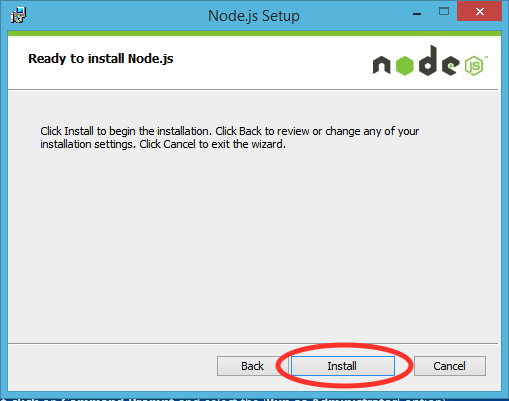 Node.js Setup
Ready to install Node.js
node
JS
Click Install to begin the installation. Click Back to review or change any of your
installation settings. Click Cancel to exit the wizard.
Back
Install
Cancel